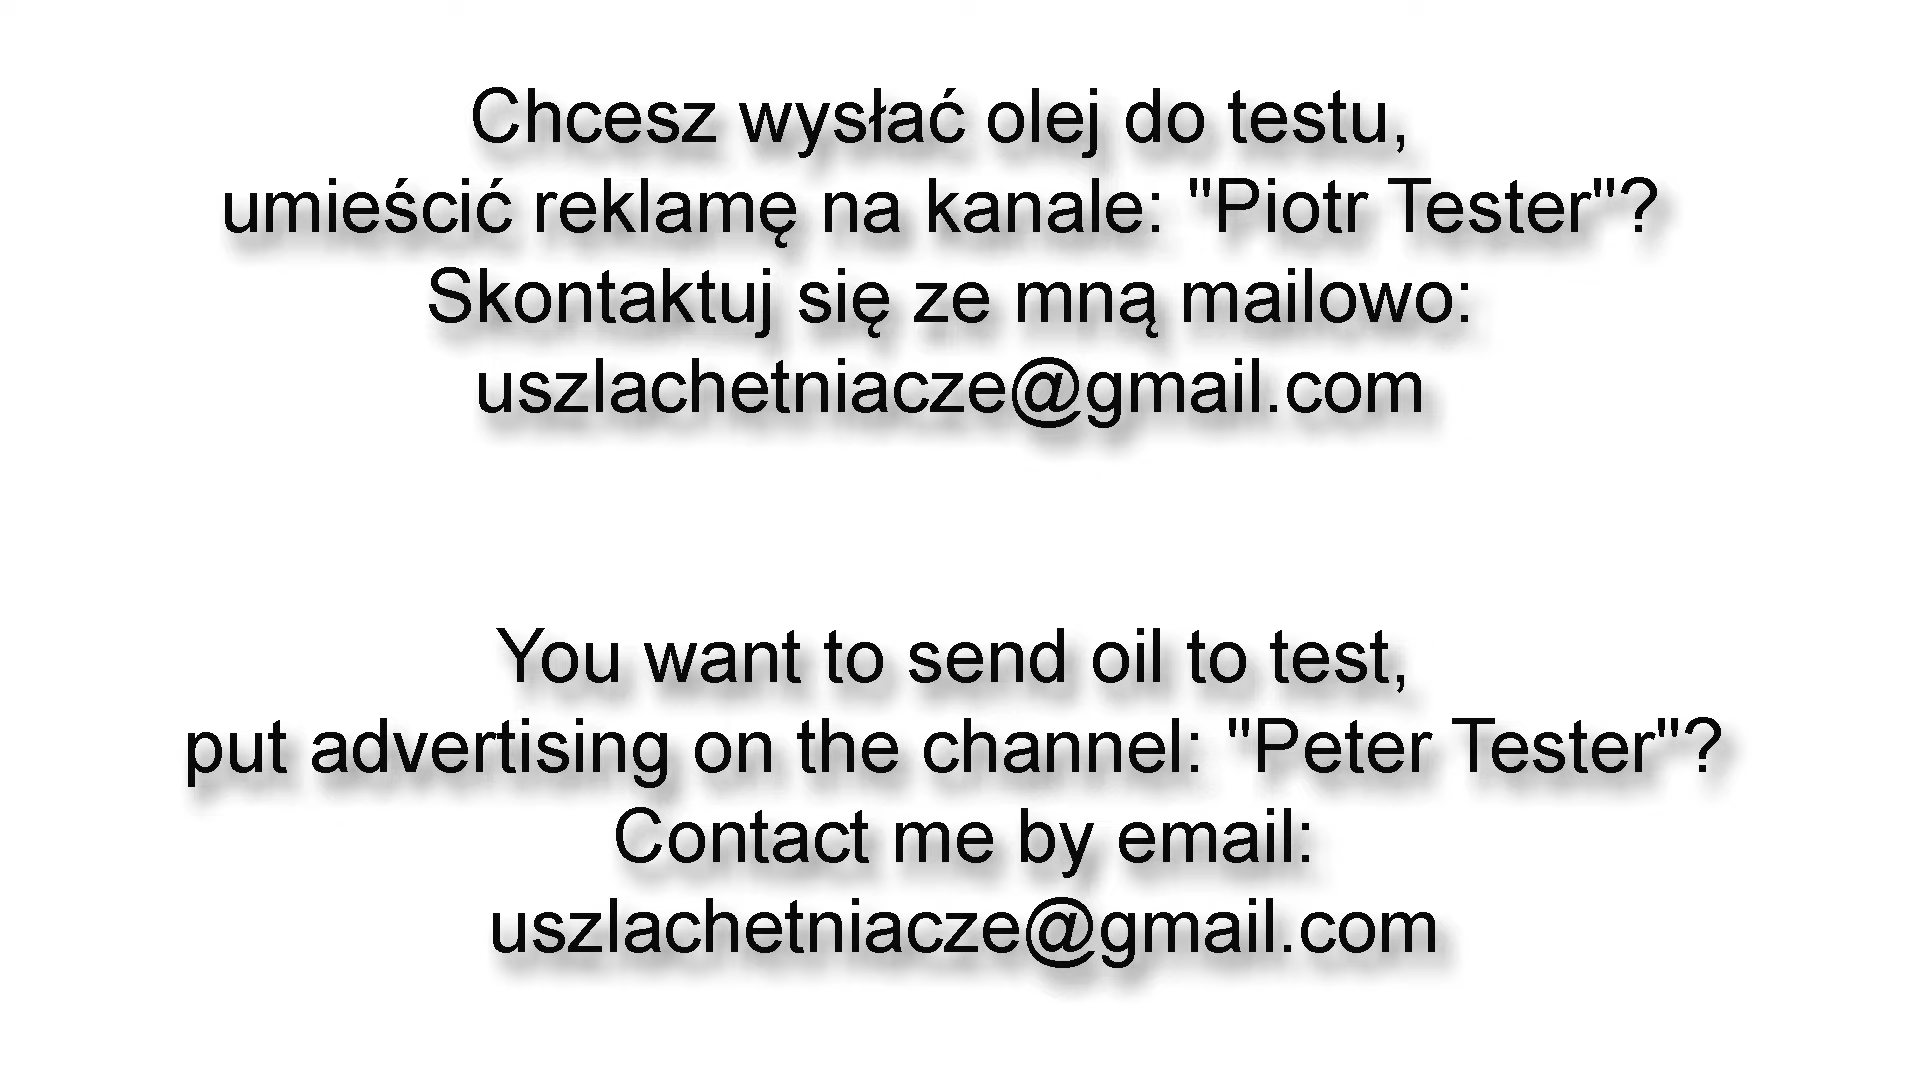 Chcesz wysłać olej do testu,
umieścić reklamę na kanale: "Piotr Tester"?
Skontaktuj się ze mną mailowo:
uszlachetniacze@gmail.com
You want to send oil to test,
put advertising on the channel: "Peter Tester"?
Contact me by email:
uszlachetniacze@gmail.com